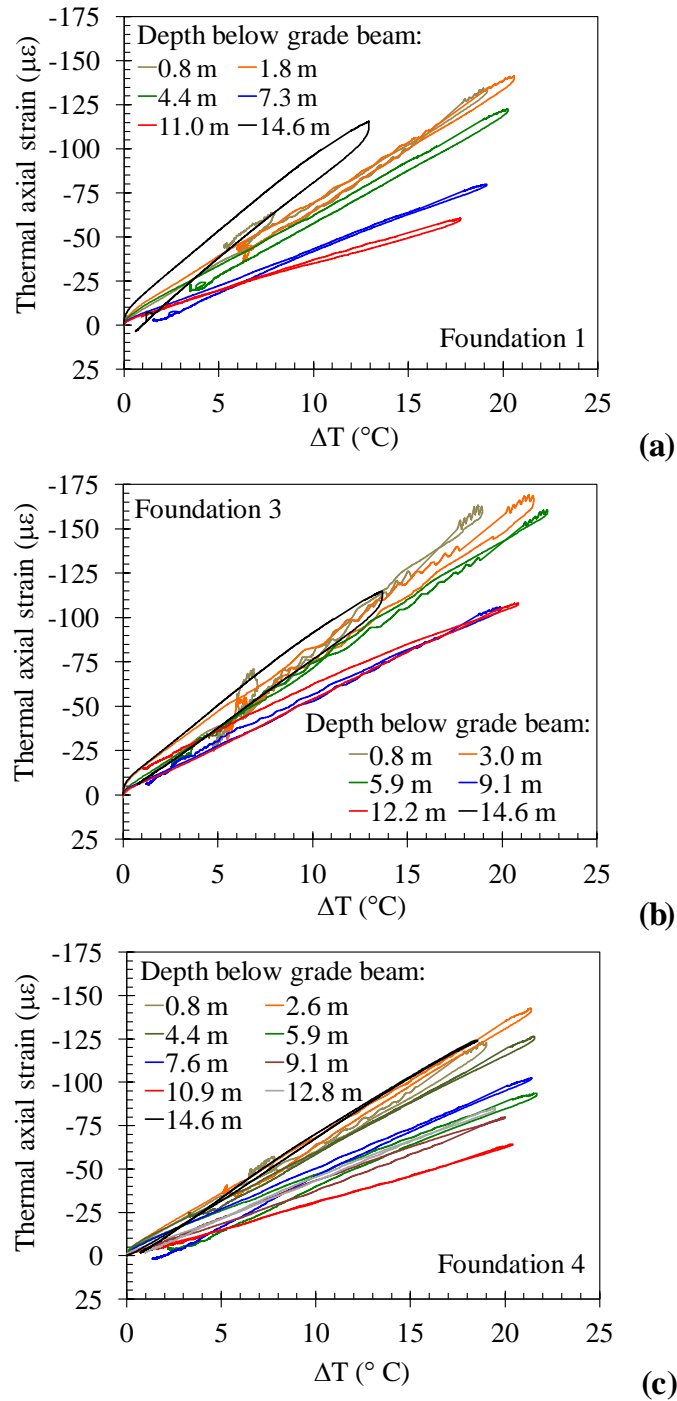 -175
-150
-125
-100
-75
-50
-25
0
25
Thermal axial strain (με)
Depth below grade beam:
0.8 m 1.8 m
4.4 m 7.3 m
11.0 m 14.6 m
Foundation 1
0 5 10 15 20 25
ΔT (°C)
(a)
-175
-150
-125
-100
-75
-50
-25
0
25
Thermal axial strain (με)
Foundation 3
Depth below grade beam:
0.8 m 3.0 m
5.9 m 9.1 m
12.2 m 14.6 m
0 5 10 15 20 25
ΔT (°C)
(b)
-175
-150
-125
-100
-75
-50
-25
0
25
Thermal axial strain (με)
Depth below grade beam:
0.8 m 2.6 m
4.4 m 5.9 m
7.6 m 9.1 m
10.9 m 12.8 m
14.6 m
Foundation 4
0 5 10 15 20 25
ΔT (° C)
(c)